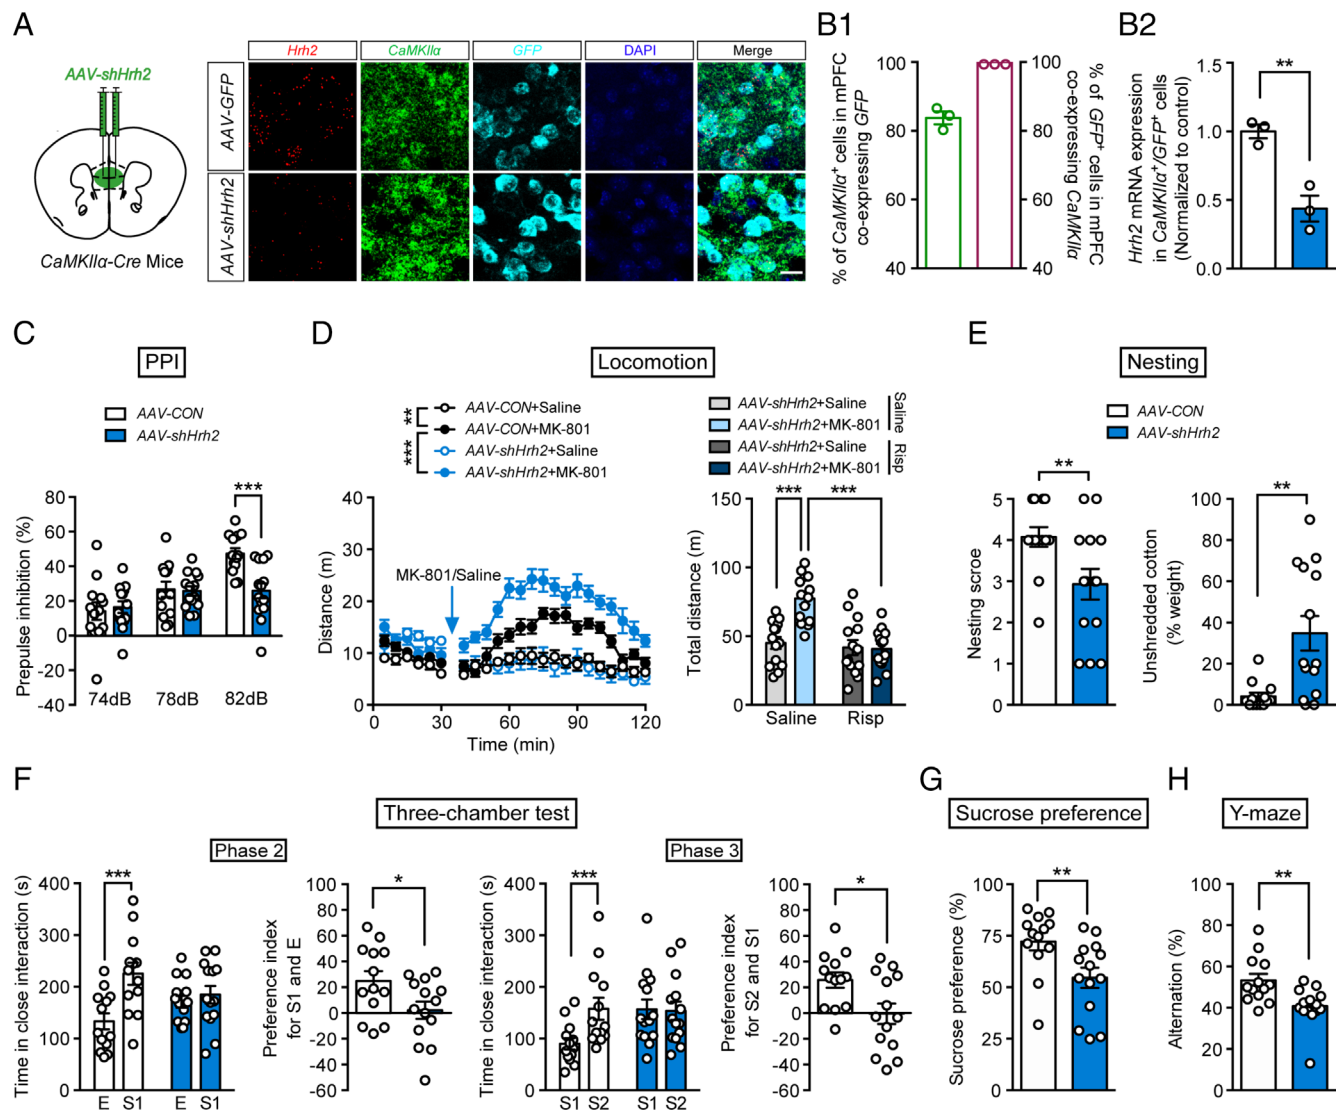 A
AAV-shHrh2
CaMKIIα-Cre Mice
Hrh2
CaMKIIα
GFP
DAPI
Merge
AAV-GFP
AAV-shHrh2
B1
% of CaMKIIα+ cells in mPFC
co-expressing GFP
100
80
60
40
100
80
60
40
% of GFP+ cells in mPFC
co-expressing CaMKIIα
B2
Hrh2 mRNA expression
in CaMKIIα+/GFP+ cells
(Normalized to control)
1.5
1.0
0.5
0.0
**
C
PPI
AAV-CON
AAV-shHrh2
Prepulse inhibition (%)
80
60
40
20
0
-20
-40
***
74dB
78dB
82dB
D
Locomotion
**
***
AAV-CON+Saline
AAV-CON+MK-801
AAV-shHrh2+Saline
AAV-shHrh2+MK-801
Distance (m)
40
30
20
10
0
MK-801/Saline
0
30
60
90
120
Time (min)
AAV-shHrh2+Saline
AAV-shHrh2+MK-801
AAV-shHrh2+Saline
AAV-shHrh2+MK-801
Saline
Risp
Total distance (m)
150
100
50
0
***
***
Saline
Risp
E
Nesting
AAV-CON
AAV-shHrh2
Nesting scroe
5
4
3
2
1
0
**
Unshredded cotton
(% weight)
100
80
60
40
20
0
**
F
Three-chamber test
Phase 2
Time in close interaction (s)
400
300
200
100
0
***
E
S1
E
S1
Preference index
for S1 and E
100
80
60
40
20
0
-20
-40
-60
*
Phase 3
Time in close interaction (s)
400
300
200
100
0
***
S1
S2
S1
S2
Preference index
for S2 and S1
100
80
60
40
20
0
-20
-40
-60
*
G
Sucrose preference
Sucrose preference (%)
100
75
50
25
0
**
H
Y-maze
Alternation (%)
100
80
60
40
20
0
**